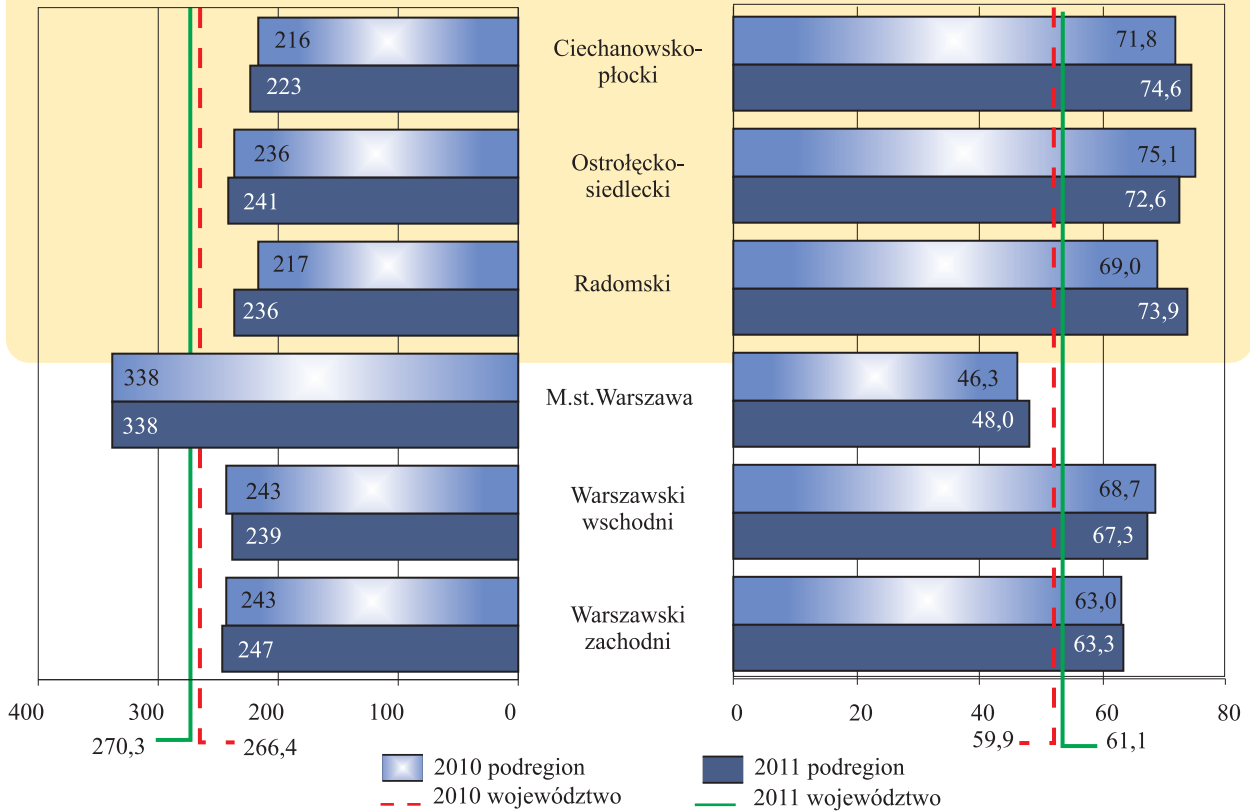 216
223
Ciechanowsko-
płocki
71,8
74,6
236
241
Ostrołęcko-
siedlecki
75,1
72,6
217
236
Radomski
69,0
73,9
338
338
M.st.Warszawa
46,3
48,0
243
239
Warszawski
wschodni
68,7
67,3
243
247
Warszawski
zachodni
63,0
63,3
400 300 200 100 0
0 20 40 60 80
270,3 266,4
59,9 61,1
2010 podregion
2011 podregion
2010 województwo
2011 województwo